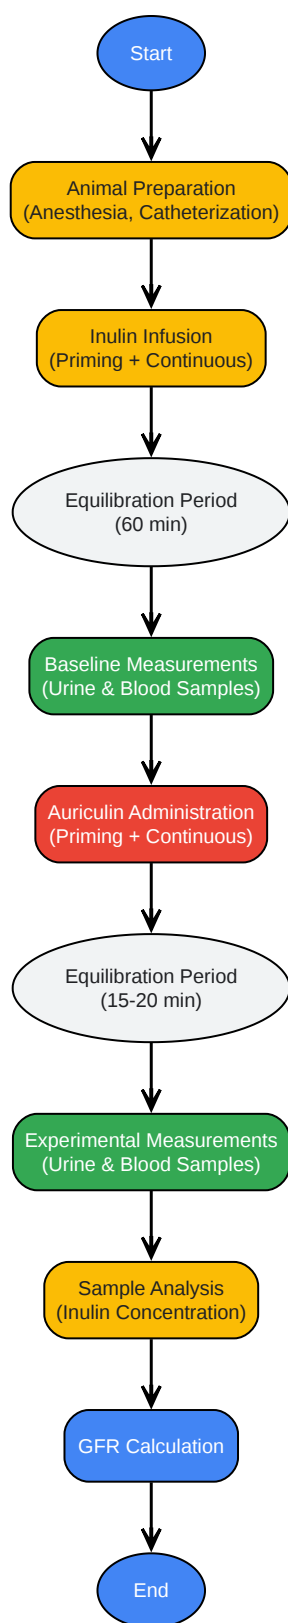 Start
Animal Preparation
(Anesthesia, Catheterization)
Inulin Infusion
(Priming + Continuous)
Equilibration Period
(60 min)
Baseline Measurements
(Urine & Blood Samples)
Auriculin Administration
(Priming + Continuous)
Equilibration Period
(15-20 min)
Experimental Measurements
(Urine & Blood Samples)
Sample Analysis
(Inulin Concentration)
GFR Calculation
End